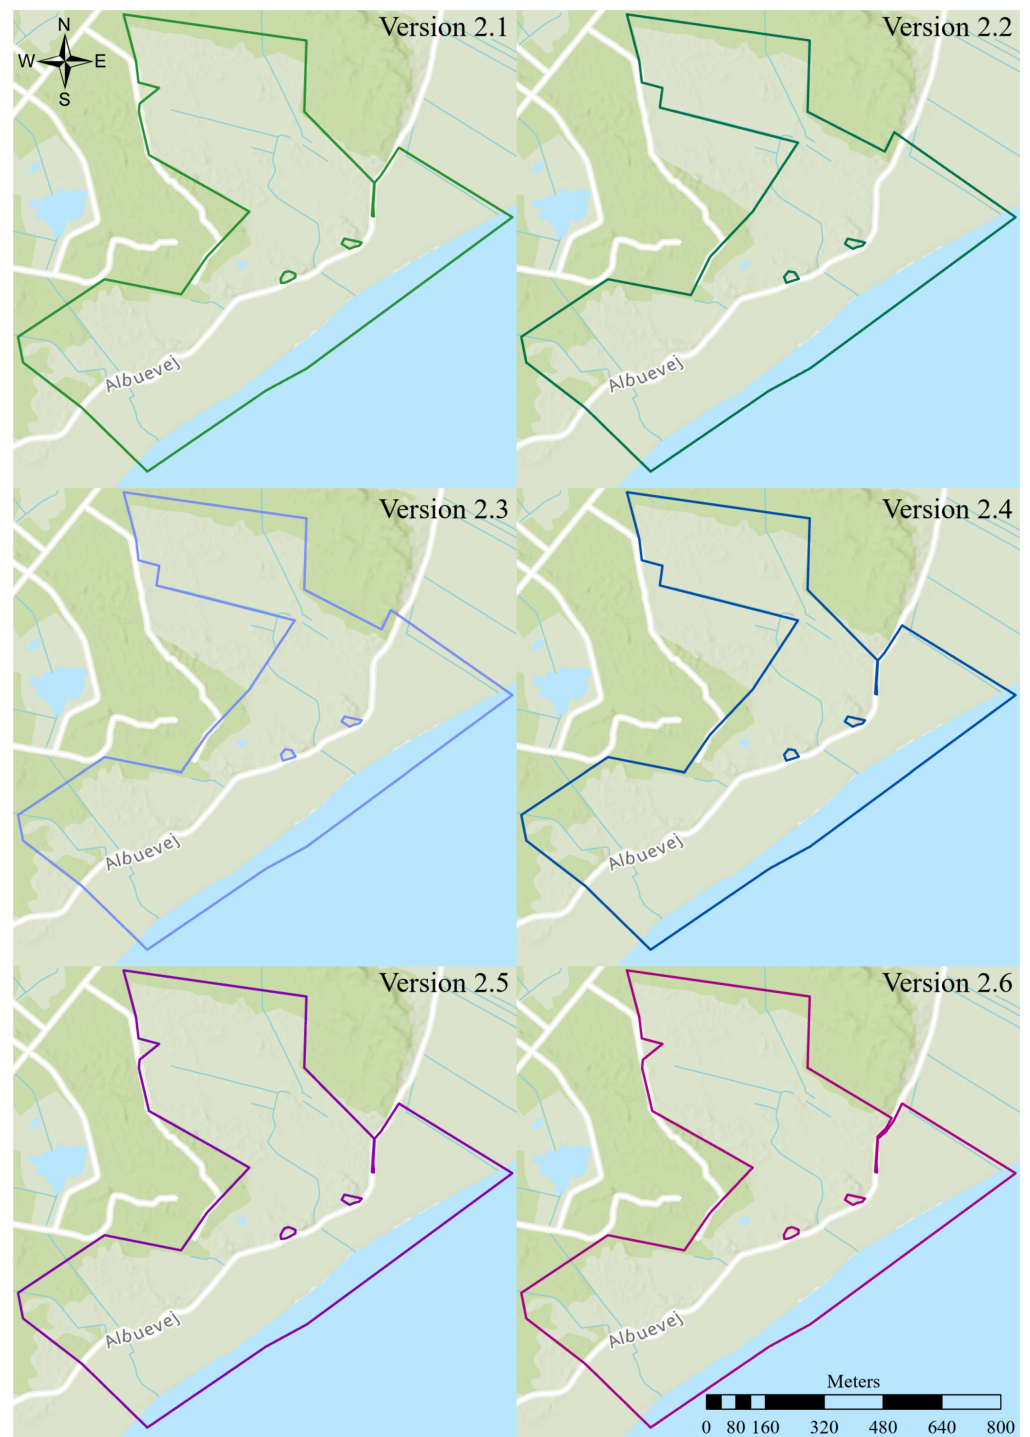 Version 2.1
N
W E
S
Albuevej
Version 2.2
Albuevej
Version 2.3
Albuevej
Version 2.4
Albuevej
Version 2.5
Albuevej
Version 2.6
Albuevej
Meters
0 80 160 320 480 640 800